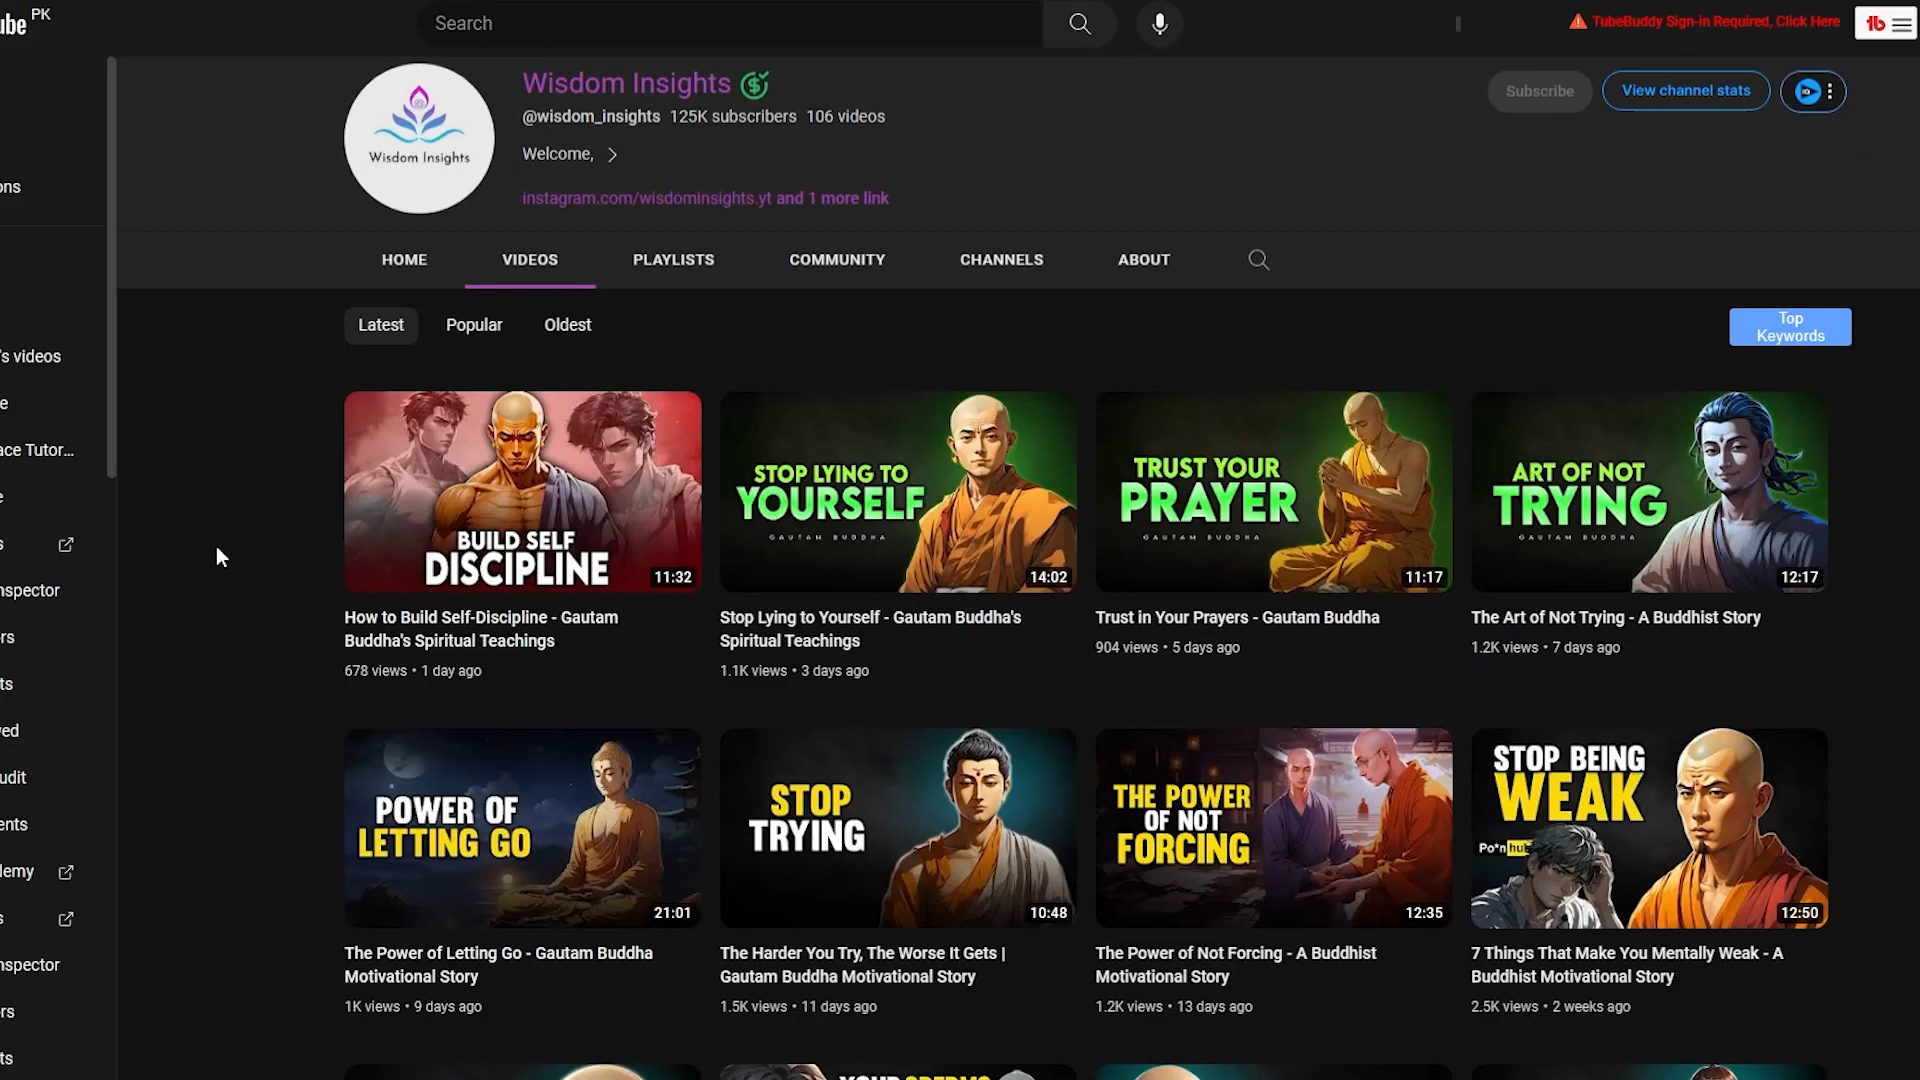 ube PK
Search
TubeBuddy Sign-in Required, Click Here
tb
Wisdom Insights
Wisdom Insights
@wisdom_insights 125K subscribers 106 videos
Welcome,
instagram.com/wisdominsights.yt and 1 more link
Subscribe
View channel stats
HOME
VIDEOS
PLAYLISTS
COMMUNITY
CHANNELS
ABOUT
Latest
Popular
Oldest
Top
Keywords
ons
's videos
e
ace Tutor...
e
s
nspector
rs
ts
ved
udit
ents
lemy
s
nspector
rs
ts
BUILD SELF
DISCIPLINE
11:32
How to Build Self-Discipline - Gautam
Buddha's Spiritual Teachings
678 views • 1 day ago
STOP LYING TO
YOURSELF
GAUTAM BUDDHA
14:02
Stop Lying to Yourself - Gautam Buddha's
Spiritual Teachings
1.1K views • 3 days ago
TRUST YOUR
PRAYER
GAUTAM BUDDHA
11:17
Trust in Your Prayers - Gautam Buddha
904 views • 5 days ago
ART OF NOT
TRYING
GAUTAM BUDDHA
12:17
The Art of Not Trying - A Buddhist Story
1.2K views • 7 days ago
POWER OF
LETTING GO
21:01
The Power of Letting Go - Gautam Buddha
Motivational Story
1K views • 9 days ago
STOP
TRYING
10:48
The Harder You Try, The Worse It Gets |
Gautam Buddha Motivational Story
1.5K views • 11 days ago
THE POWER
OF NOT
FORCING
12:35
The Power of Not Forcing - A Buddhist
Motivational Story
1.2K views • 13 days ago
STOP BEING
WEAK
Po*n hub
12:50
7 Things That Make You Mentally Weak - A
Buddhist Motivational Story
2.5K views • 2 weeks ago